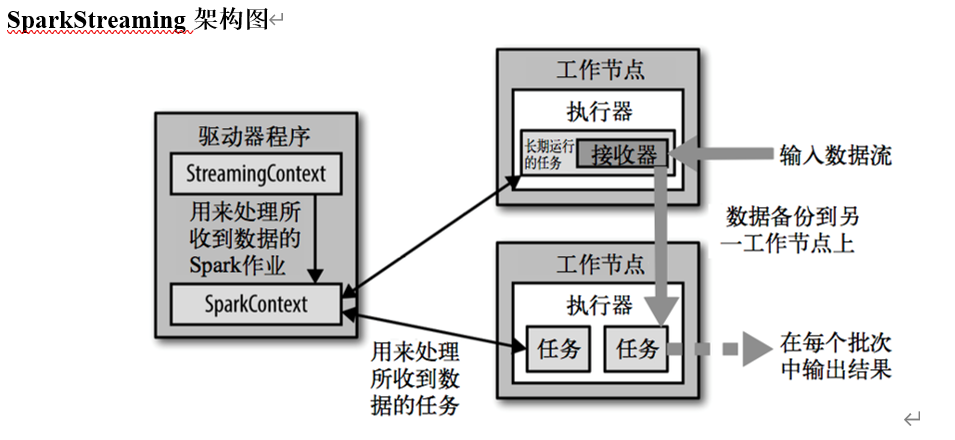 SparkStreaming 架构图
驱动器程序
StreamingContext
用来处理所
收到数据的
Spark作业
SparkContext
工作节点
执行器
长期运行
的任务
接收器
输入数据流
数据备份到另
一工作节点上
工作节点
执行器
任务
任务
用来处理
所收到数
据的任务
在每个批次
中输出结果